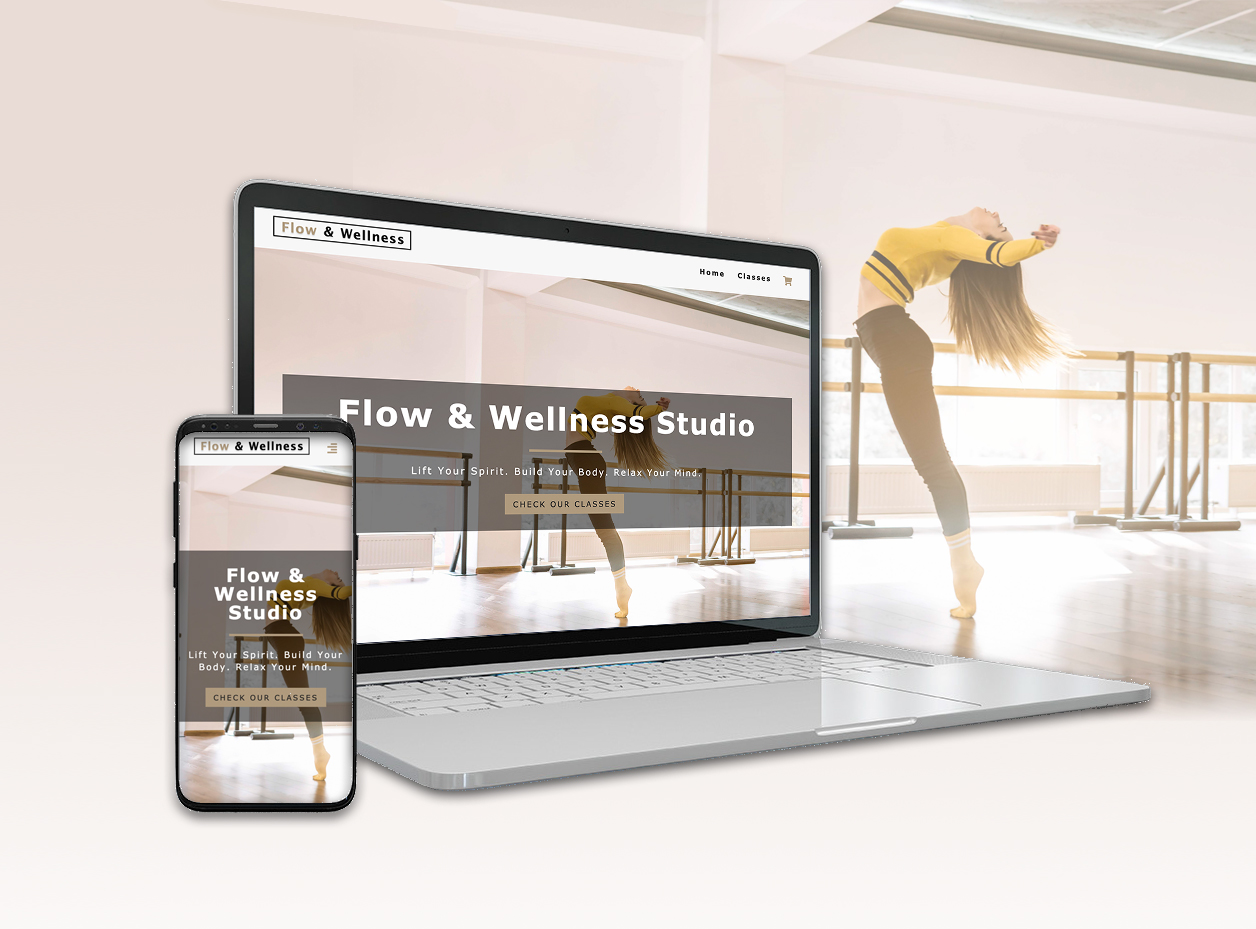 Flow & Wellness
Home Classes
Flow & Wellness Studio
Lift Your Spirit. Build Your Body. Relax Your Mind.
CHECK OUR CLASSES
Flow & Wellness
Flow &
Wellness
Studio
Lift Your Spirit. Build Your
Body. Relax Your Mind.
CHECK OUR CLASSES